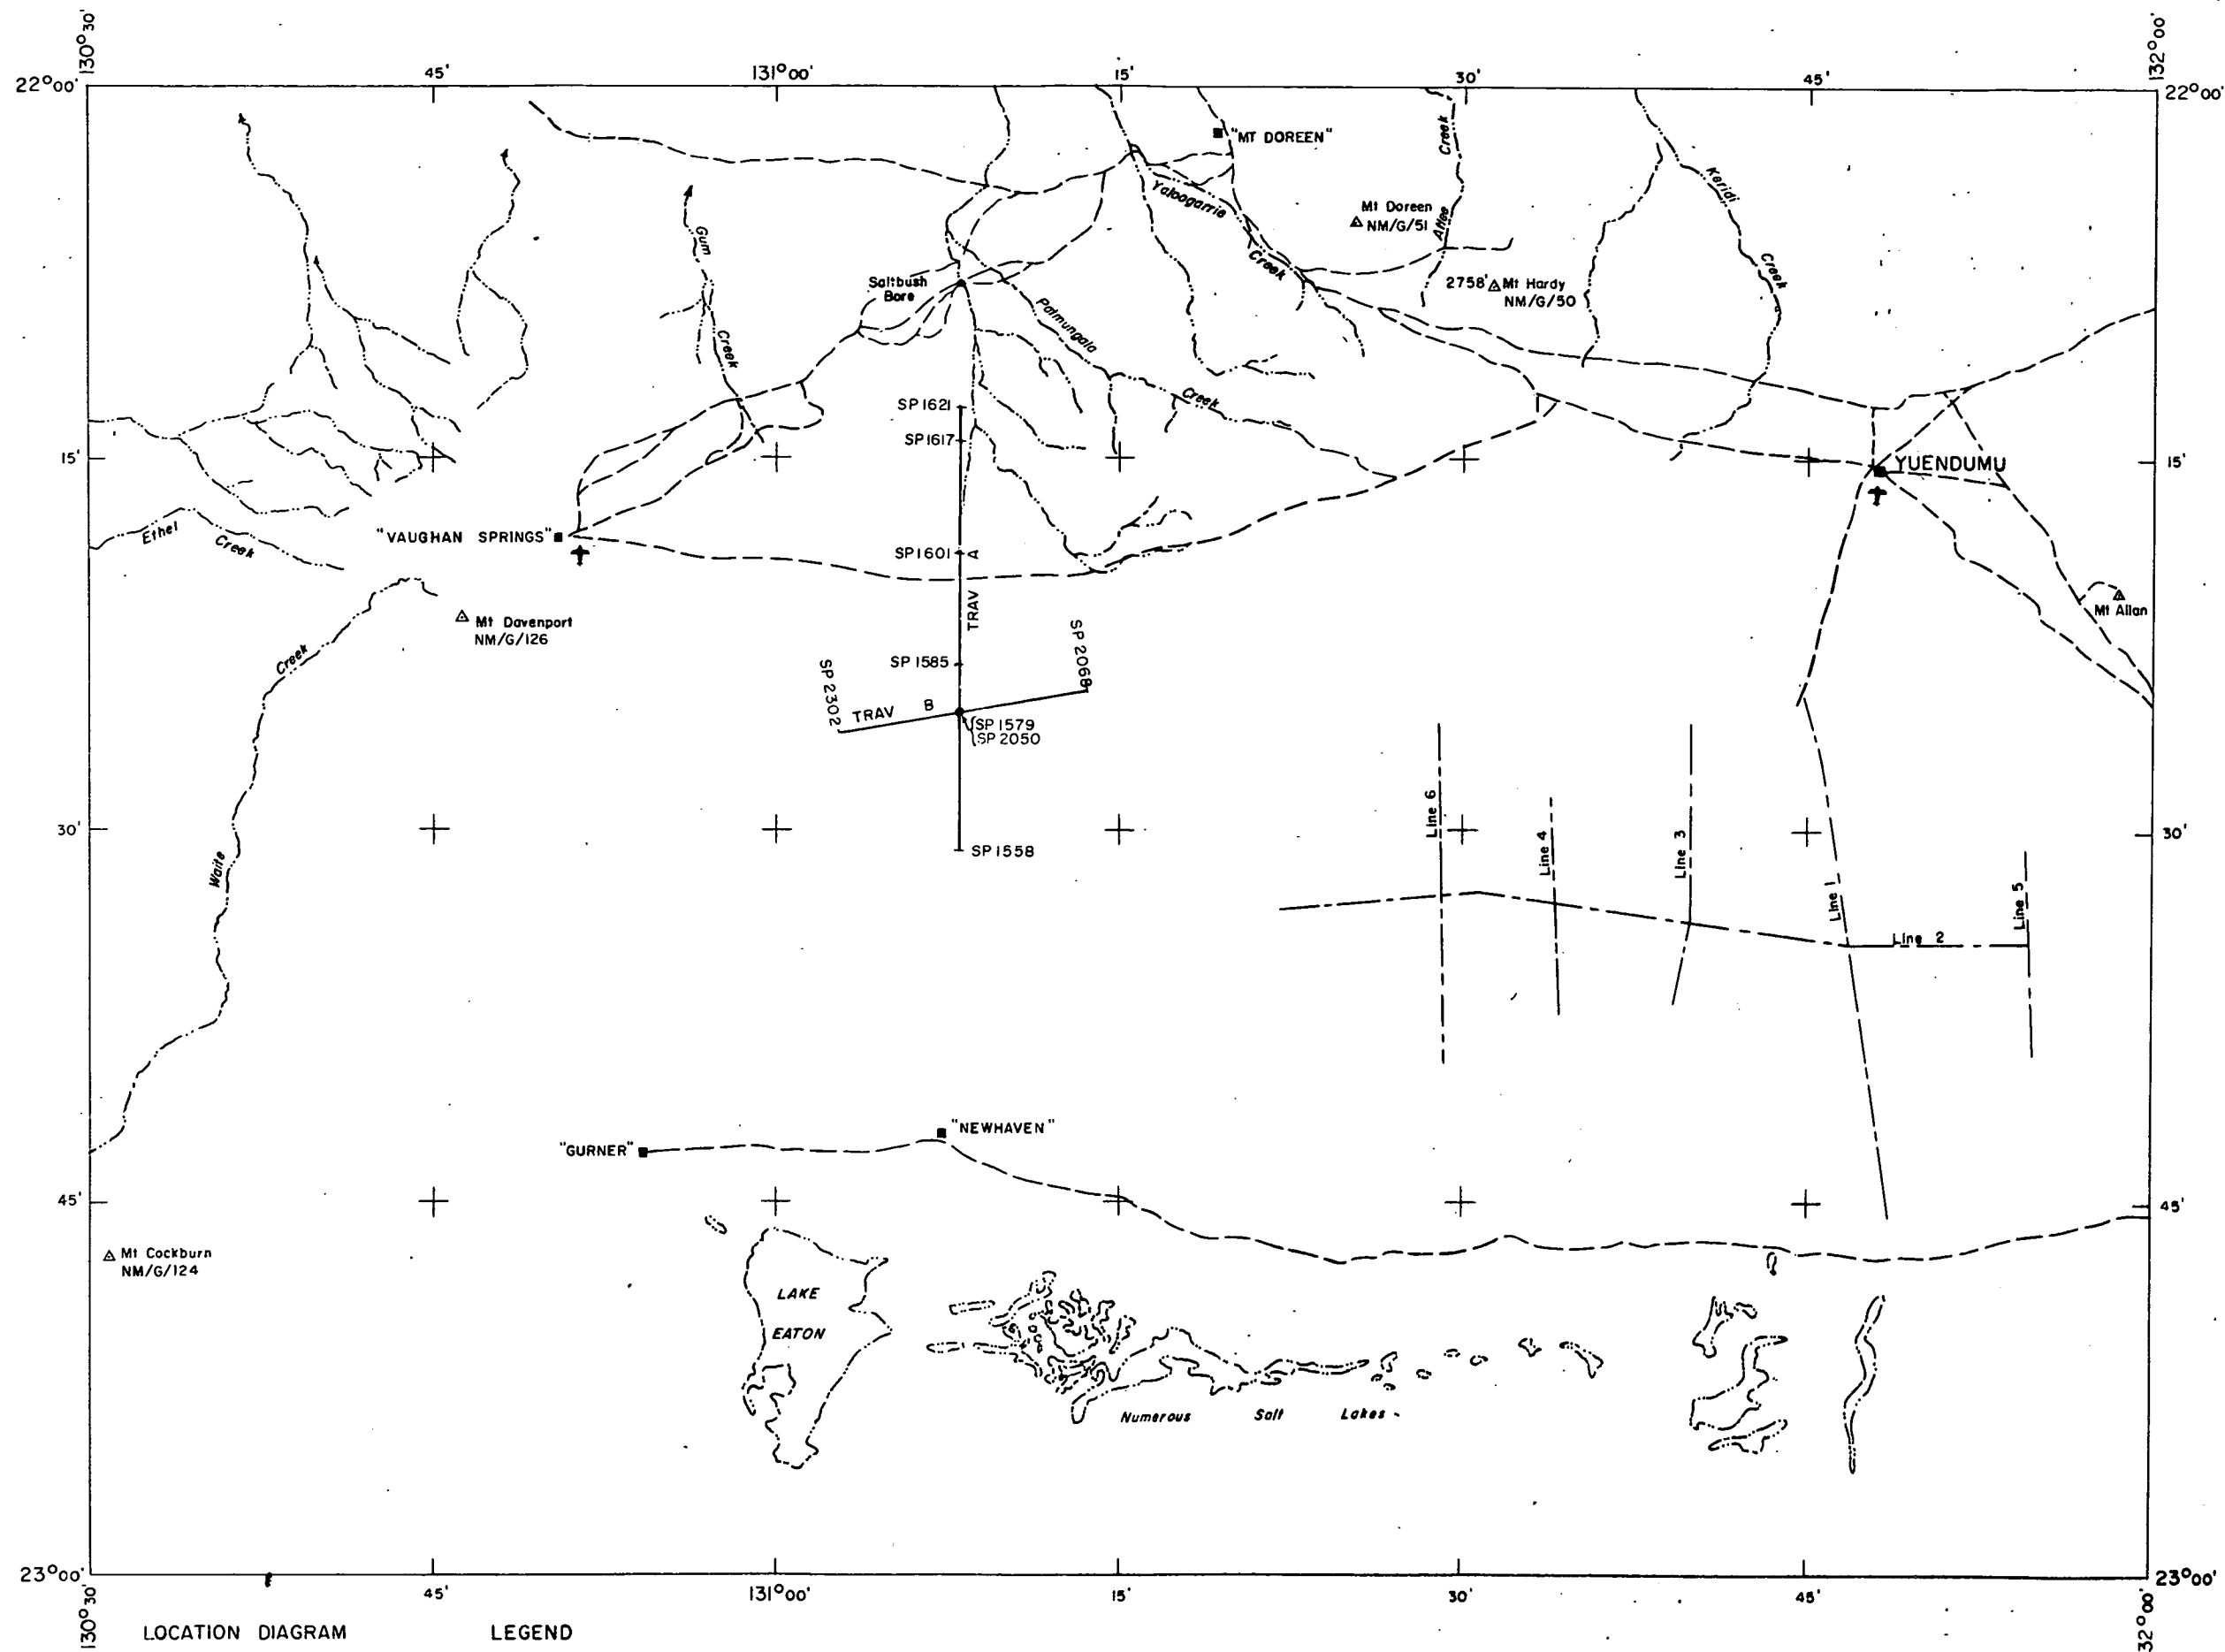 130°30'
45'
131°00'
15'
30'
45'
132°00'
22°00'
22°00'
"MT DOREEN"
Creek
Keridi
Yaloogarrie
Mt Doreen
NM/G/51
Allee
Gum
Creek
Creek
Saltbush
Bore
2758' Mt Hardy
NM/G/50
Patmungala
Creek
Creek
SP 1621
SP 1617
15'
15'
YUENDUMU
Ethel
Creek
"VAUGHAN SPRINGS"
SP 1601
A
TRAV
Mt Allan
Mt Davenport
NM/G/126
Creek
SP 1585
SP 2068
SP 2302
TRAV B
SP 1579
SP 2050
30'
30'
Line 6
Line 4
Line 3
SP 1558
Waite
Line 1
Line 5
Line 2
"NEWHAVEN"
"GURNER"
45'
45'
Mt Cockburn
NM/G/124
LAKE
EATON
Numerous Salt Lakes
23°00'
23°00'
130°30'
45'
131°00'
15'
30'
45'
132°00'
LOCATION DIAGRAM
LEGEND